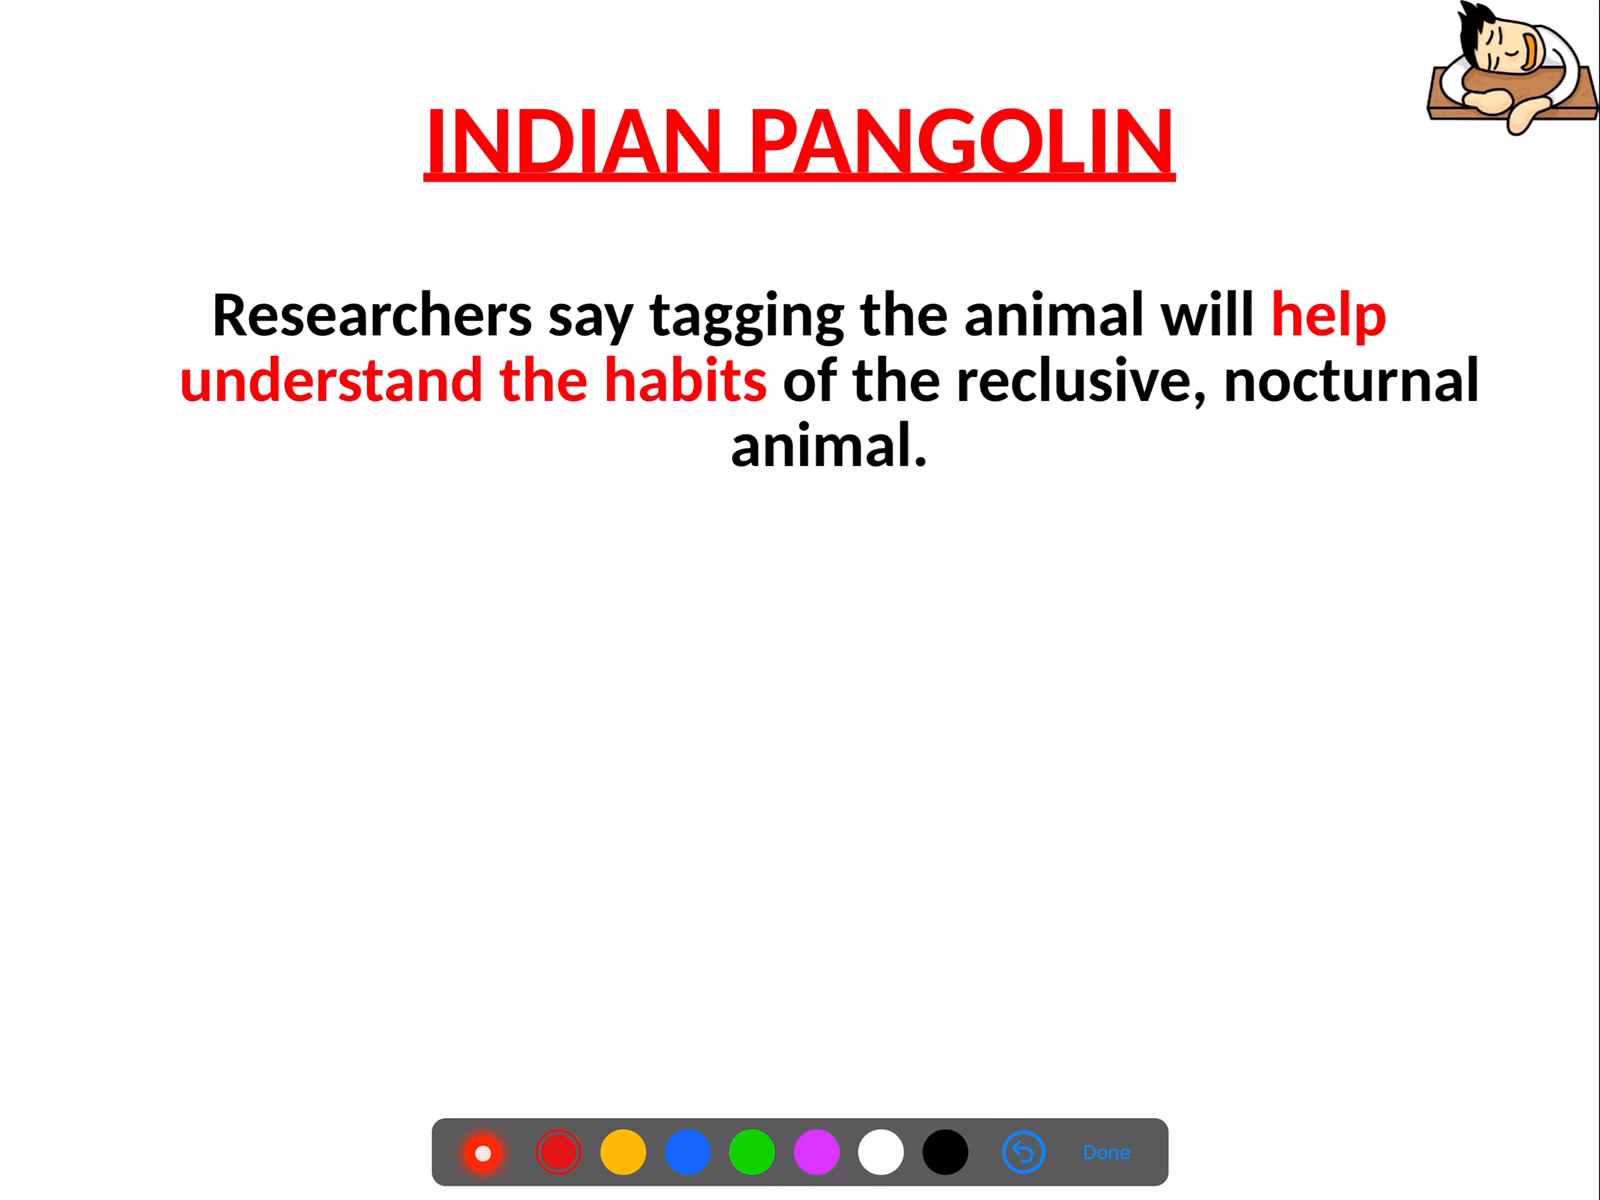 INDIAN PANGOLIN
Researchers say tagging the animal will help
understand the habits of the reclusive, nocturnal
animal.
Done